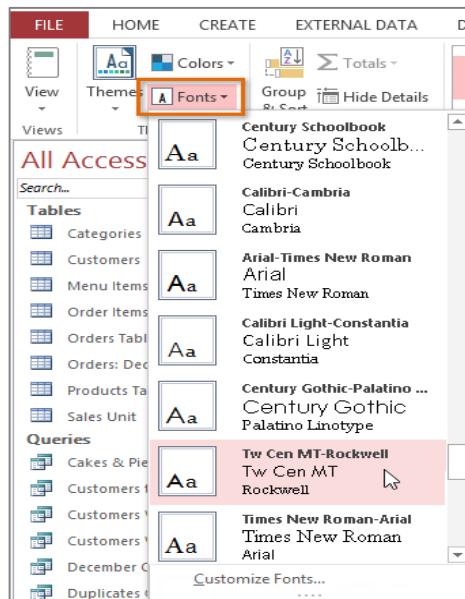 FILE HOME CREATE EXTERNAL DATA
Aa Colors
A Fonts
View Themes Group Totals
Hide Details
Views
All Access
Search...
Tables
Categories
Customers
Menu Items
Order Items
Orders Tabl
Orders: Dec
Products Ta
Sales Unit
Queries
Cakes & Pie
Customers
Customers
Customers
December
Duplicates
Century Schoolbook
Aa Century Schoolb...
Century Schoolbook
Calibri-Cambria
Aa Calibri
Cambria
Arial-Times New Roman
Aa Arial
Times New Roman
Calibri Light-Constantia
Aa Calibri Light
Constantia
Century Gothic-Palatino ...
Aa Century Gothic
Palatino Linotype
Tw Cen MT-Rockwell
Aa Tw Cen MT
Rockwell
Times New Roman-Arial
Aa Times New Roman
Arial
Customize Fonts...